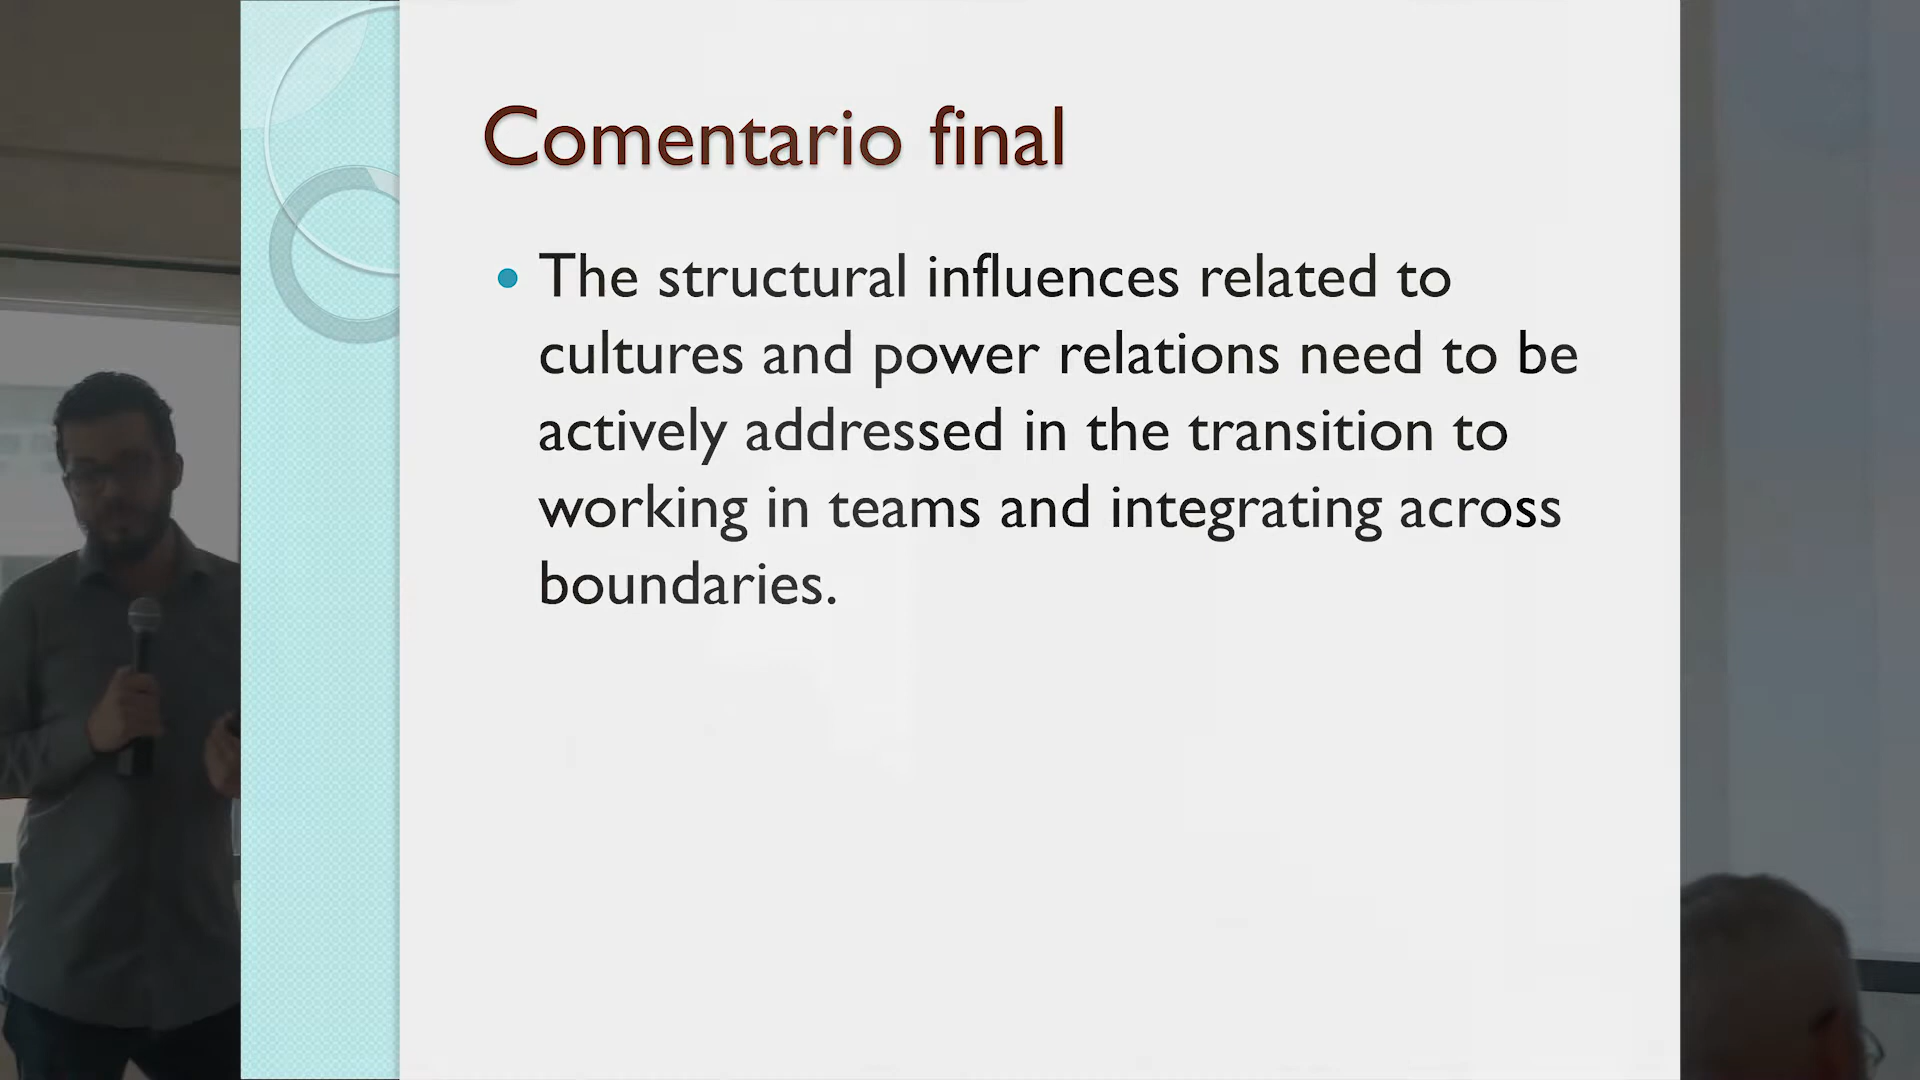 Comentario final
The structural influences related to
cultures and power relations need to be
actively addressed in the transition to
working in teams and integrating across
boundaries.